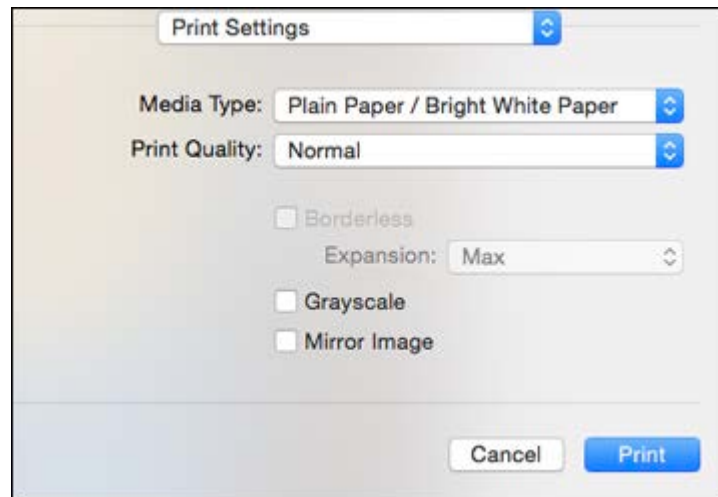 Print Settings
Media Type: Plain Paper / Bright White Paper
Print Quality: Normal
Borderless
Expansion: Max
Grayscale
Mirror Image
Cancel Print